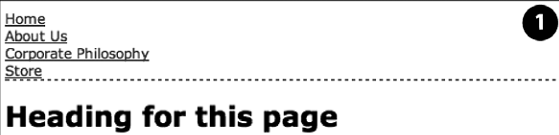 Home
1
About Us
Corporate Philosophy
Store
Heading for this page